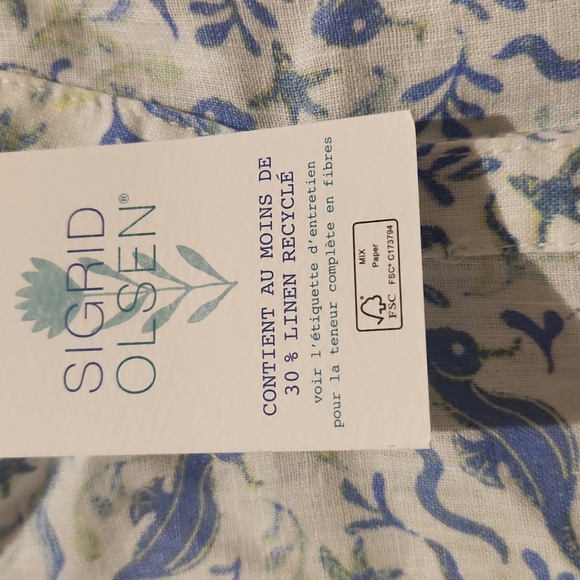 SIGRID
OLSEN®
CONTIENT AU MOINS DE
30 % LINEN RECYCLÉ
voir l'étiquette d'entretien
pour la teneur complète en fibres
FSC
MIX
Paper
FSC® C173794